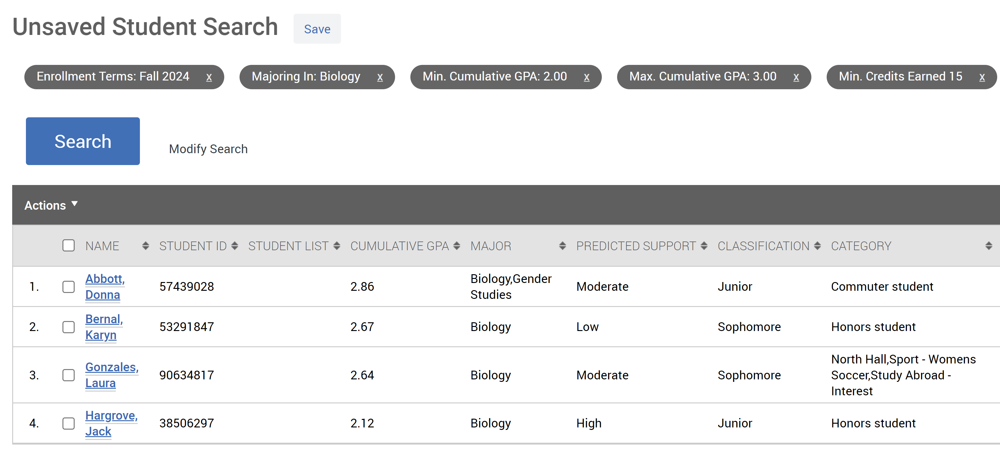 Unsaved Student Search Save
Enrollment Terms: Fall 2024 x Majoring In: Biology x Min. Cumulative GPA: 2.00 x Max. Cumulative GPA: 3.00 x Min. Credits Earned 15 x
Search Modify Search
Actions
NAME STUDENT ID STUDENT LIST CUMULATIVE GPA MAJOR PREDICTED SUPPORT CLASSIFICATION CATEGORY
1. Abbott, Donna 57439028 2.86 Biology,Gender Studies Moderate Junior Commuter student
2. Bernal, Karyn 53291847 2.67 Biology Low Sophomore Honors student
3. Gonzales, Laura 90634817 2.64 Biology Moderate Sophomore North Hall,Sport - Womens Soccer,Study Abroad - Interest
4. Hargrove, Jack 38506297 2.12 Biology High Junior Honors student